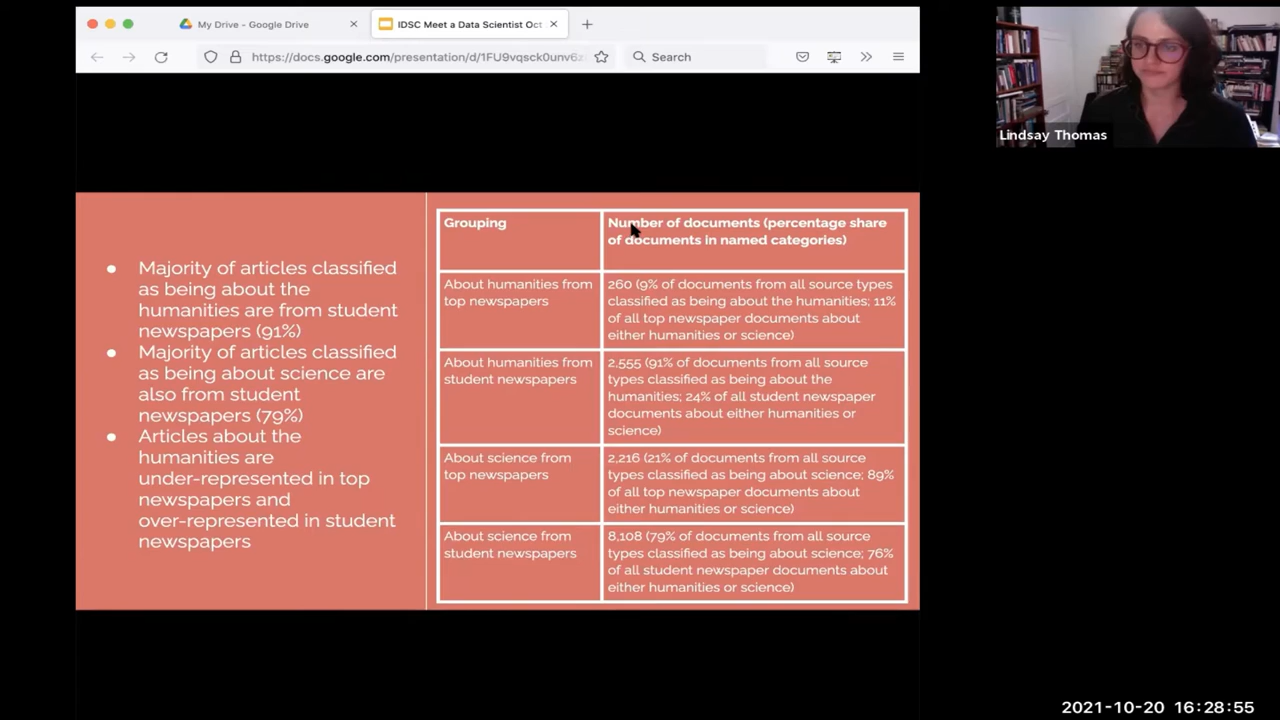 My Drive - Google Drive
IDSC Meet a Data Scientist Oct
https://docs.google.com/presentation/d/1FU9vqsck0unv6
Search
Lindsay Thomas
Majority of articles classified
as being about the
humanities are from student
newspapers (91%)
Majority of articles classified
as being about science are
also from student
newspapers (79%)
Articles about the
humanities are
under-represented in top
newspapers and
over-represented in student
newspapers
Grouping
Number of documents (percentage share
of documents in named categories)
About humanities from
top newspapers
260 (9% of documents from all source types
classified as being about the humanities; 11%
of all top newspaper documents about
either humanities or science)
About humanities from
student newspapers
2,555 (91% of documents from all source
types classified as being about the
humanities; 24% of all student newspaper
documents about either humanities or
science)
About science from
top newspapers
2,216 (21% of documents from all source
types classified as being about science; 89%
of all top newspaper documents about
either humanities or science)
About science from
student newspapers
8,108 (79% of documents from all source
types classified as being about science; 76%
of all student newspaper documents about
either humanities or science)
2021-10-20 16:28:55